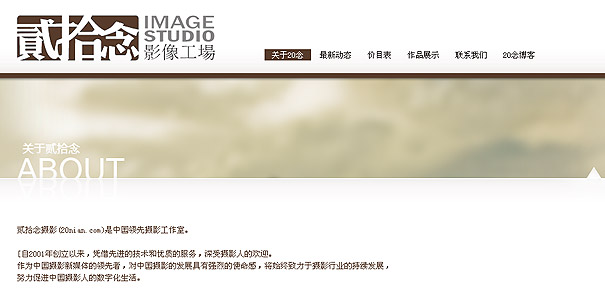 貳拾念
IMAGE
STUDIO
影像工場
关于20念 最新动态 价目表 作品展示 联系我们 20念博客
关于貳拾念
ABOUT
貳拾念摄影(20nian.com)是中国领先摄影工作室。
[自2001年创立以来，凭借先进的技术和优质的服务，深受摄影人的欢迎。
作为中国摄影新媒体的领先者，对中国摄影的发展具有强烈的使命感，将始终致力于摄影行业的持续发展，
努力促进中国摄影人的数字化生活。